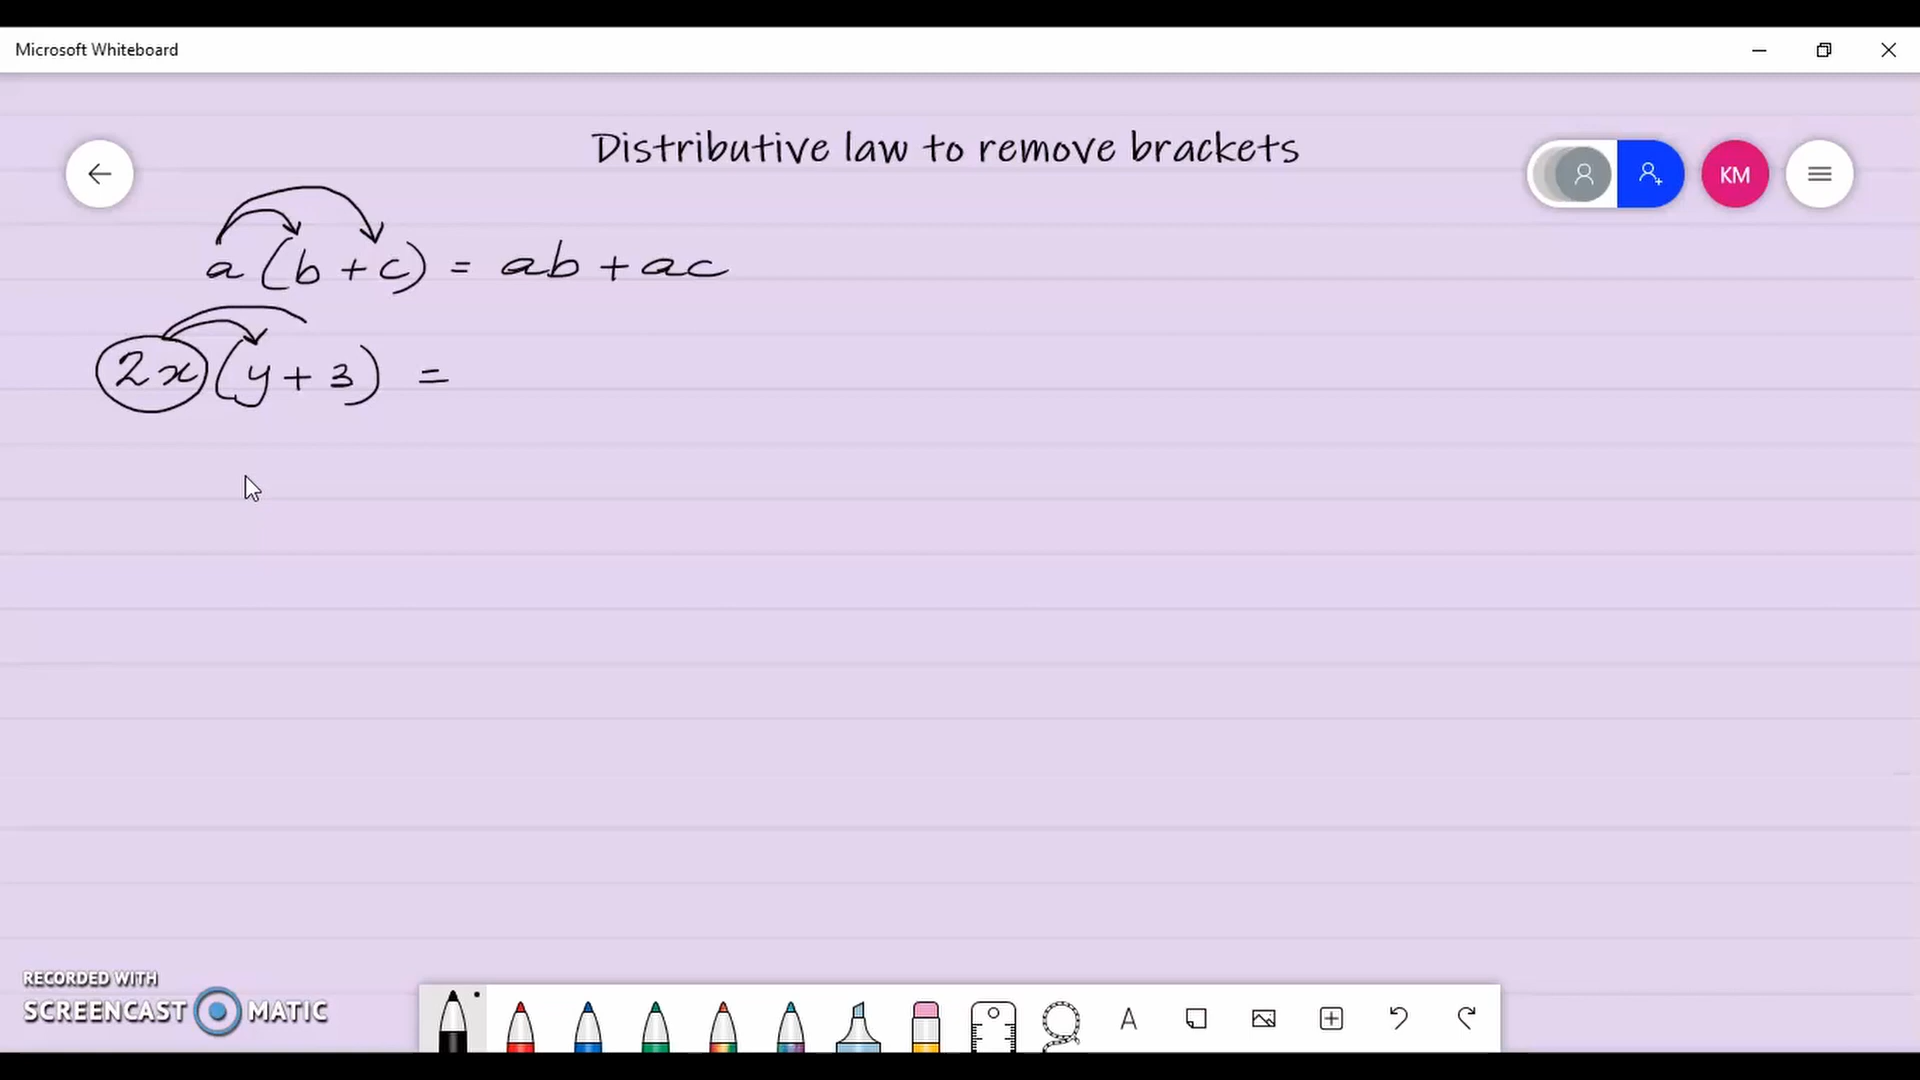 Microsoft Whiteboard
Distributive law to remove brackets
KM
a (b + c) = ab + ac
2x (y + 3) =
RECORDED WITH
SCREENCAST MATIC
A